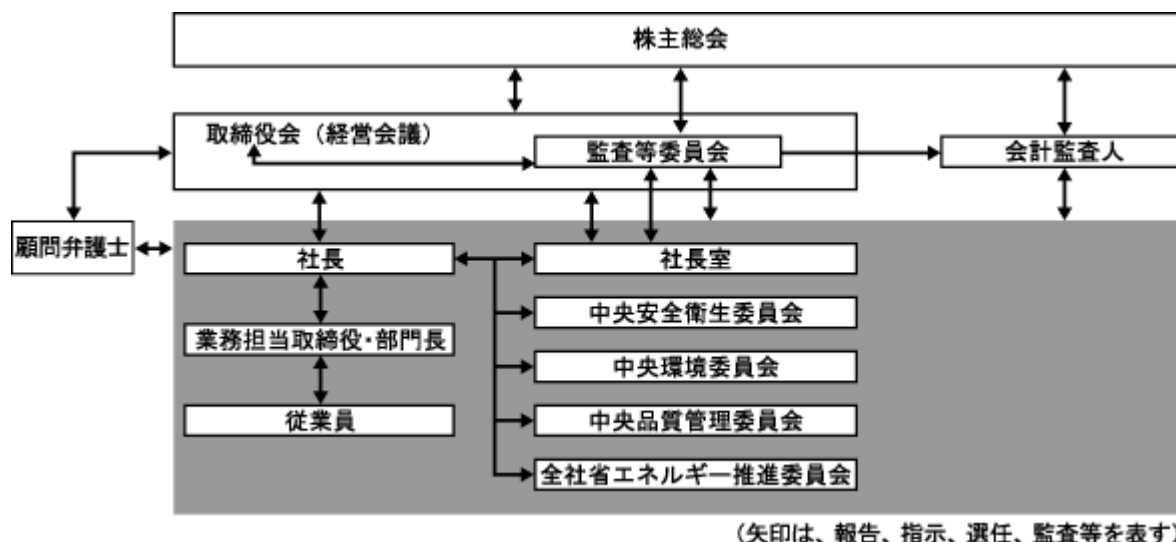 株主総会
取締役会（経営会議）
監査等委員会
会計監査人
顧問弁護士
社長
社長室
業務担当取締役・部門長
中央安全衛生委員会
中央環境委員会
従業員
中央品質管理委員会
全社省エネルギー推進委員会
（矢印は、報告、指示、選任、監査等を表す）